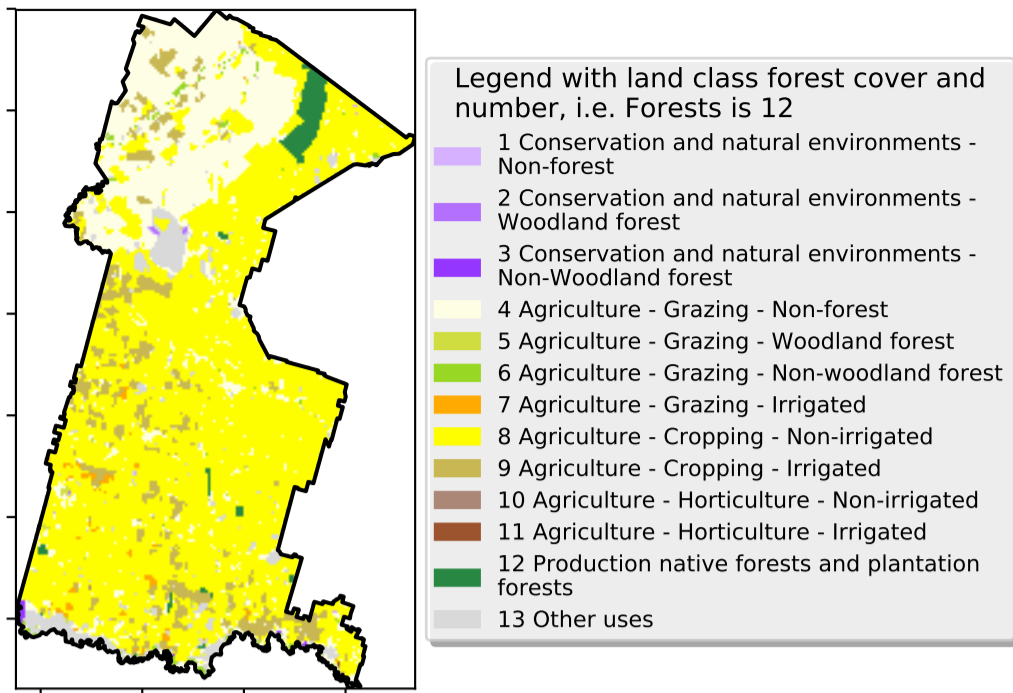 Legend with land class forest cover and
number, i.e. Forests is 12
1 Conservation and natural environments -
Non-forest
2 Conservation and natural environments -
Woodland forest
3 Conservation and natural environments -
Non-Woodland forest
4 Agriculture - Grazing - Non-forest
5 Agriculture - Grazing - Woodland forest
6 Agriculture - Grazing - Non-woodland forest
7 Agriculture - Grazing - Irrigated
8 Agriculture - Cropping - Non-irrigated
9 Agriculture - Cropping - Irrigated
10 Agriculture - Horticulture - Non-irrigated
11 Agriculture - Horticulture - Irrigated
12 Production native forests and plantation
forests
13 Other uses